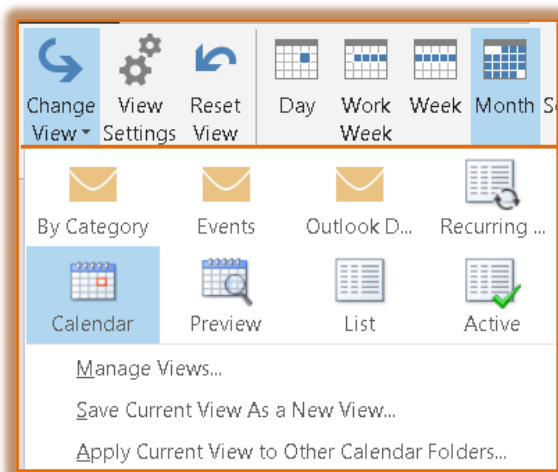 Change View Reset Day Work Week Month
View Settings View Week
By Category Events Outlook D... Recurring ...
Calendar Preview List Active
Manage Views...
Save Current View As a New View...
Apply Current View to Other Calendar Folders...